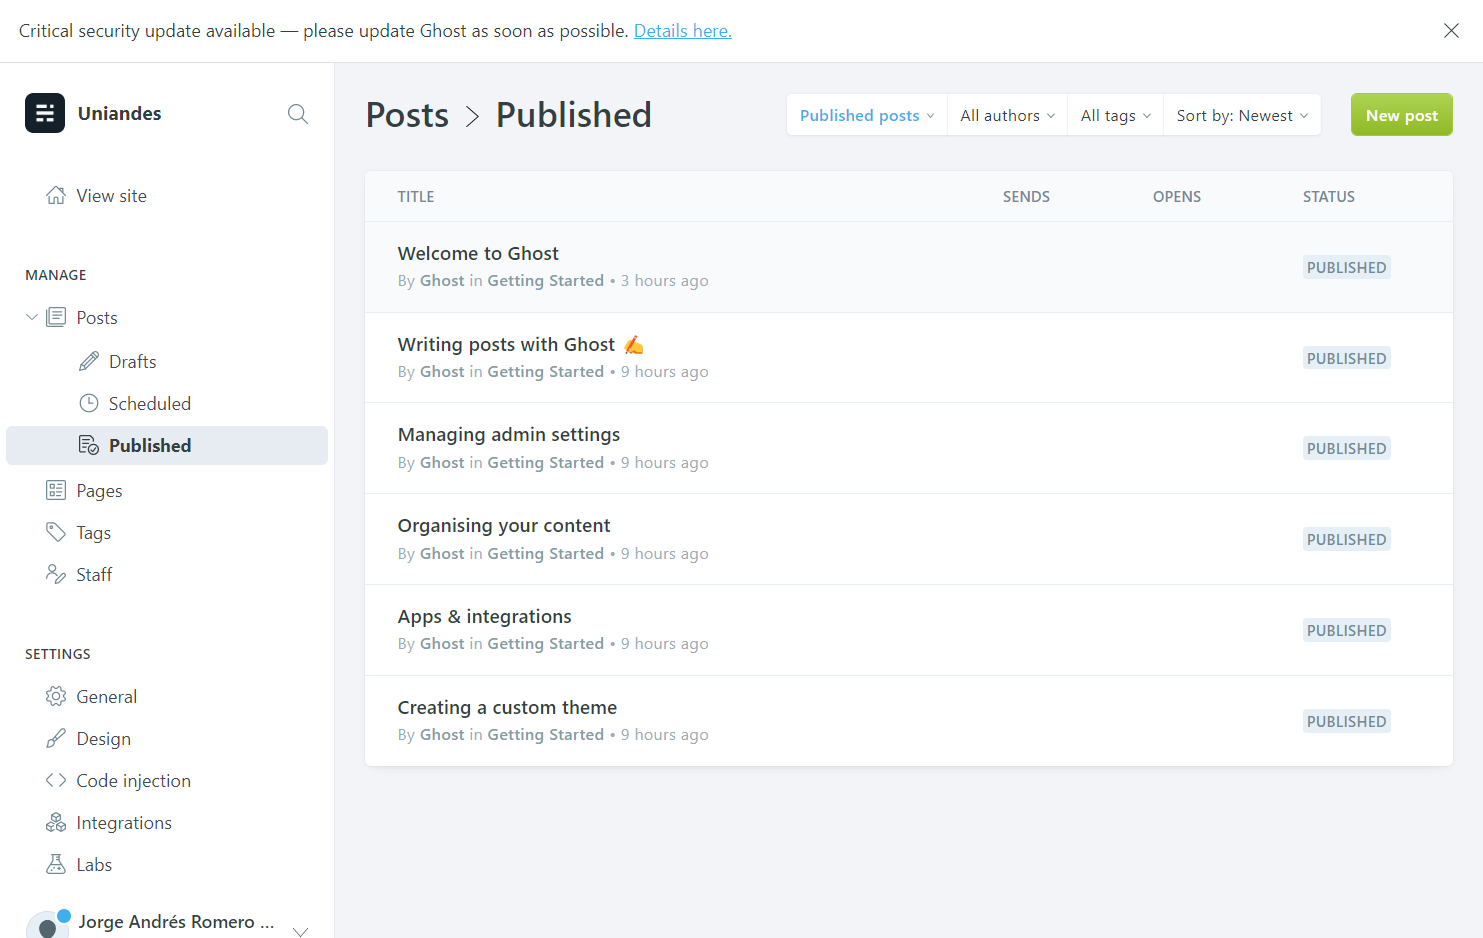 Critical security update available — please update Ghost as soon as possible. Details here.
Uniandes
View site
MANAGE
Posts
Drafts
Scheduled
Published
Pages
Tags
Staff
SETTINGS
General
Design
Code injection
Integrations
Labs
Jorge Andrés Romero ...
Posts > Published
Published posts
All authors
All tags
Sort by: Newest
New post
TITLE SENDS OPENS STATUS
Welcome to Ghost
By Ghost in Getting Started • 3 hours ago
PUBLISHED
Writing posts with Ghost ✍️
By Ghost in Getting Started • 9 hours ago
PUBLISHED
Managing admin settings
By Ghost in Getting Started • 9 hours ago
PUBLISHED
Organising your content
By Ghost in Getting Started • 9 hours ago
PUBLISHED
Apps & integrations
By Ghost in Getting Started • 9 hours ago
PUBLISHED
Creating a custom theme
By Ghost in Getting Started • 9 hours ago
PUBLISHED